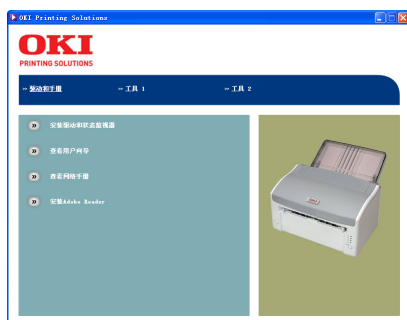 OKI Printing Solutions
OKI
PRINTING SOLUTIONS
» 驱动和手册 » 工具 1 » 工具 2
» 安装驱动和状态监视器
» 查看用户向导
» 查看网络手册
» 安装Adobe Reader